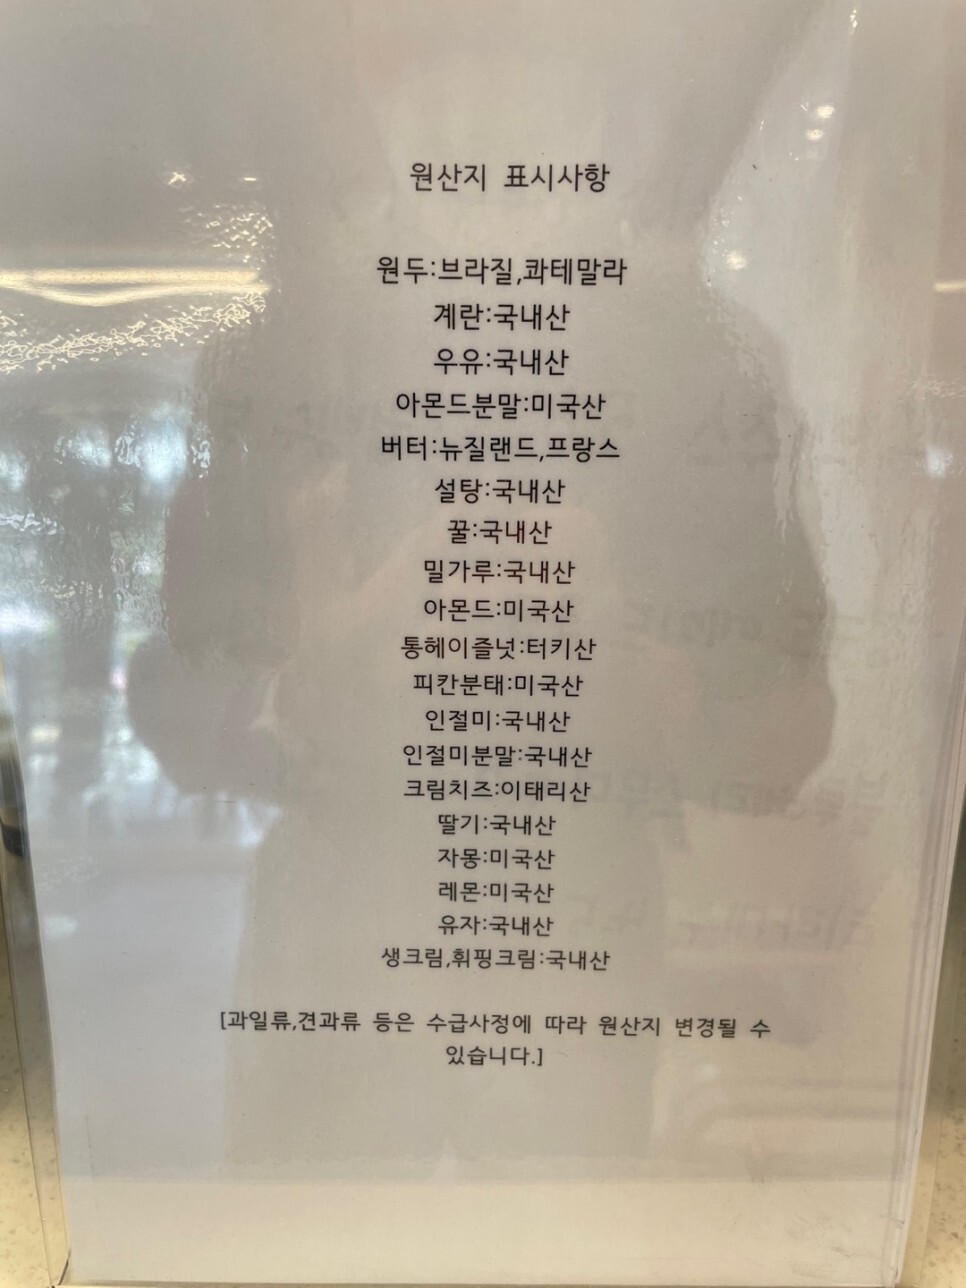 원산지 표시사항
원두:브라질,콰테말라
계란:국내산
우유:국내산
아몬드분말:미국산
버터:뉴질랜드,프랑스
설탕:국내산
꿀:국내산
밀가루:국내산
아몬드:미국산
통헤이즐넛:터키산
피칸분태:미국산
인절미:국내산
인절미분말:국내산
크림치즈:이태리산
딸기:국내산
자몽:미국산
레몬:미국산
유자:국내산
생크림,휘핑크림:국내산
[과일류,견과류 등은 수급사정에 따라 원산지 변경될 수
있습니다.]